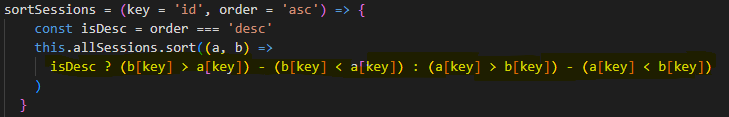 sortSessions = (key = 'id', order = 'asc') => {
const isDesc = order === 'desc'
this.allSessions.sort((a, b) =>
isDesc ? (b[key] > a[key]) - (b[key] < a[key]) : (a[key] > b[key]) - (a[key] < b[key])
)
}